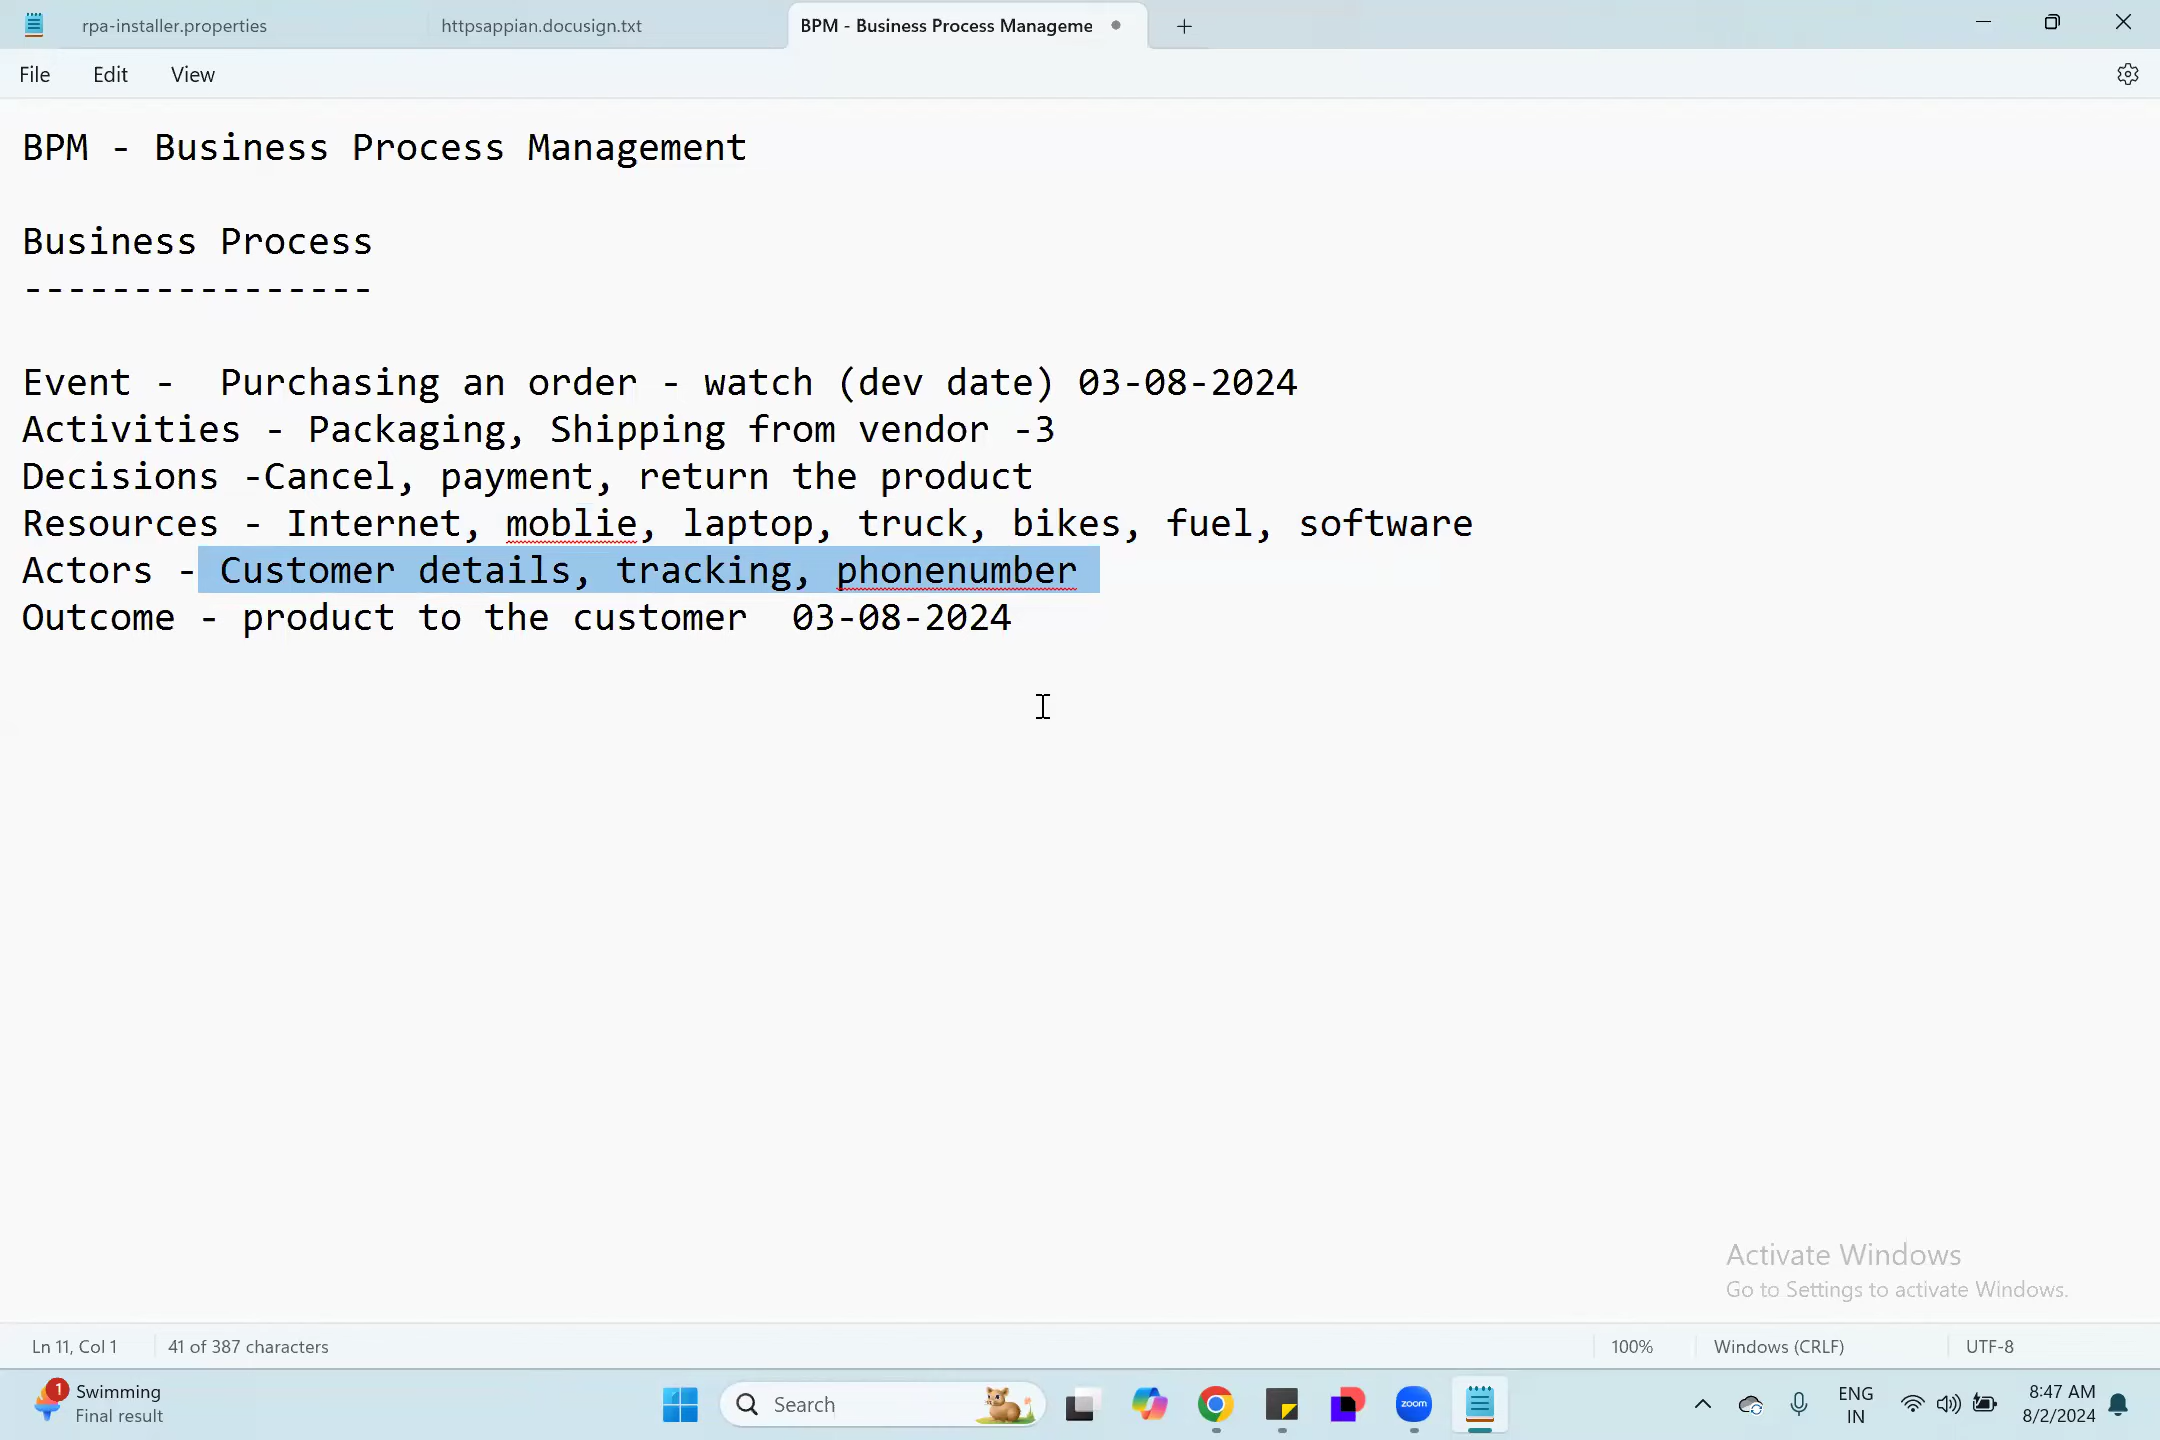 rpa-installer.properties httpsappian.docusign.txt BPM - Business Process Manageme
File Edit View
BPM - Business Process Management
Business Process
----------------
Event -  Purchasing an order - watch (dev date) 03-08-2024
Activities - Packaging, Shipping from vendor -3
Decisions -Cancel, payment, return the product
Resources - Internet, moblie, laptop, truck, bikes, fuel, software
Actors - Customer details, tracking, phonenumber
Outcome - product to the customer  03-08-2024
Activate Windows
Go to Settings to activate Windows.
Ln 11, Col 1 41 of 387 characters 100% Windows (CRLF) UTF-8
1 Swimming
Final result
Search
zoom
ENG
IN
8:47 AM
8/2/2024